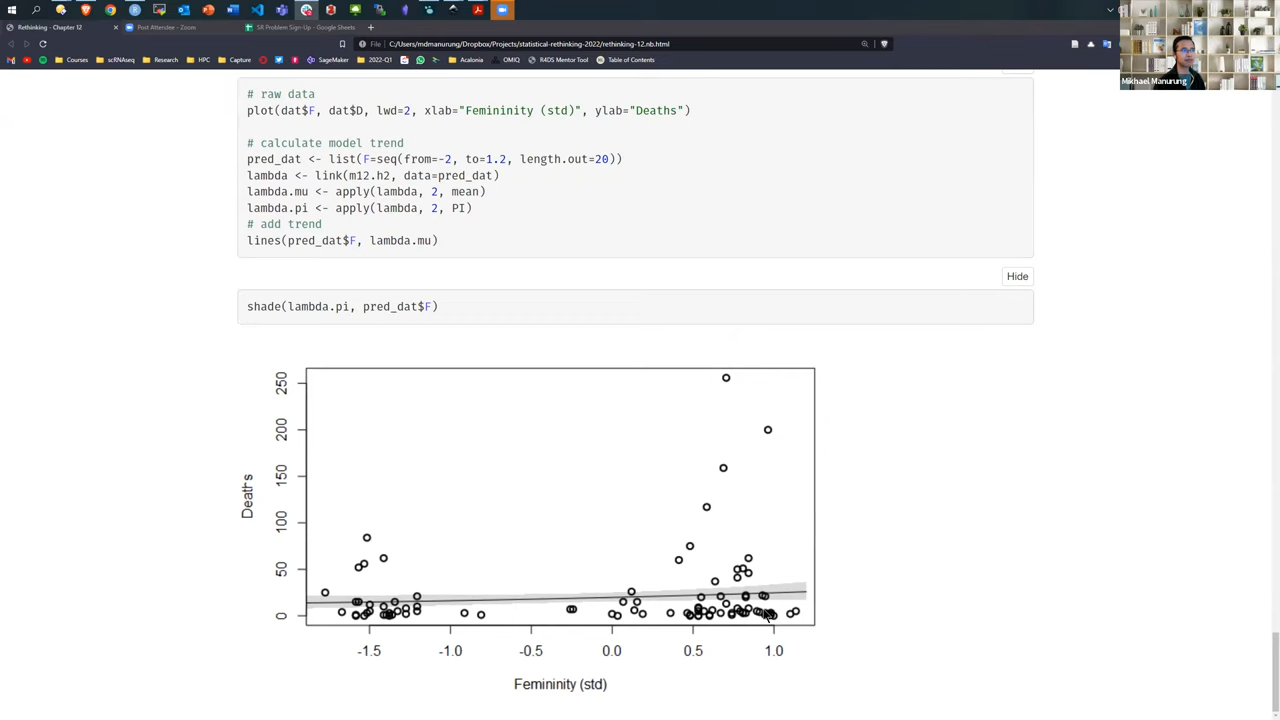 Rethinking - Chapter 12
Post Attendee - Zoom
SR Problem Sign-Up - Google Sheets
File
C:/Users/mdmanurung/Dropbox/Projects/statistical-rethinking-2022/rethinking-12.nb.html
Courses
scRNAseq
Research
HPC
Capture
SageMaker
2022-Q1
Acalonia
OMIQ
R4DS Mentor Tool
Table of Contents
Mikhael Manurung
# raw data
plot(dat$F, dat$D, lwd=2, xlab="Femininity (std)", ylab="Deaths")
# calculate model trend
pred_dat <- list(F=seq(from=-2, to=1.2, length.out=20))
lambda <- link(m12.h2, data=pred_dat)
lambda.mu <- apply(lambda, 2, mean)
lambda.pi <- apply(lambda, 2, PI)
# add trend
lines(pred_dat$F, lambda.mu)
Hide
shade(lambda.pi, pred_dat$F)
250
200
150
100
50
0
Deaths
-1.5
-1.0
-0.5
0.0
0.5
1.0
Femininity (std)